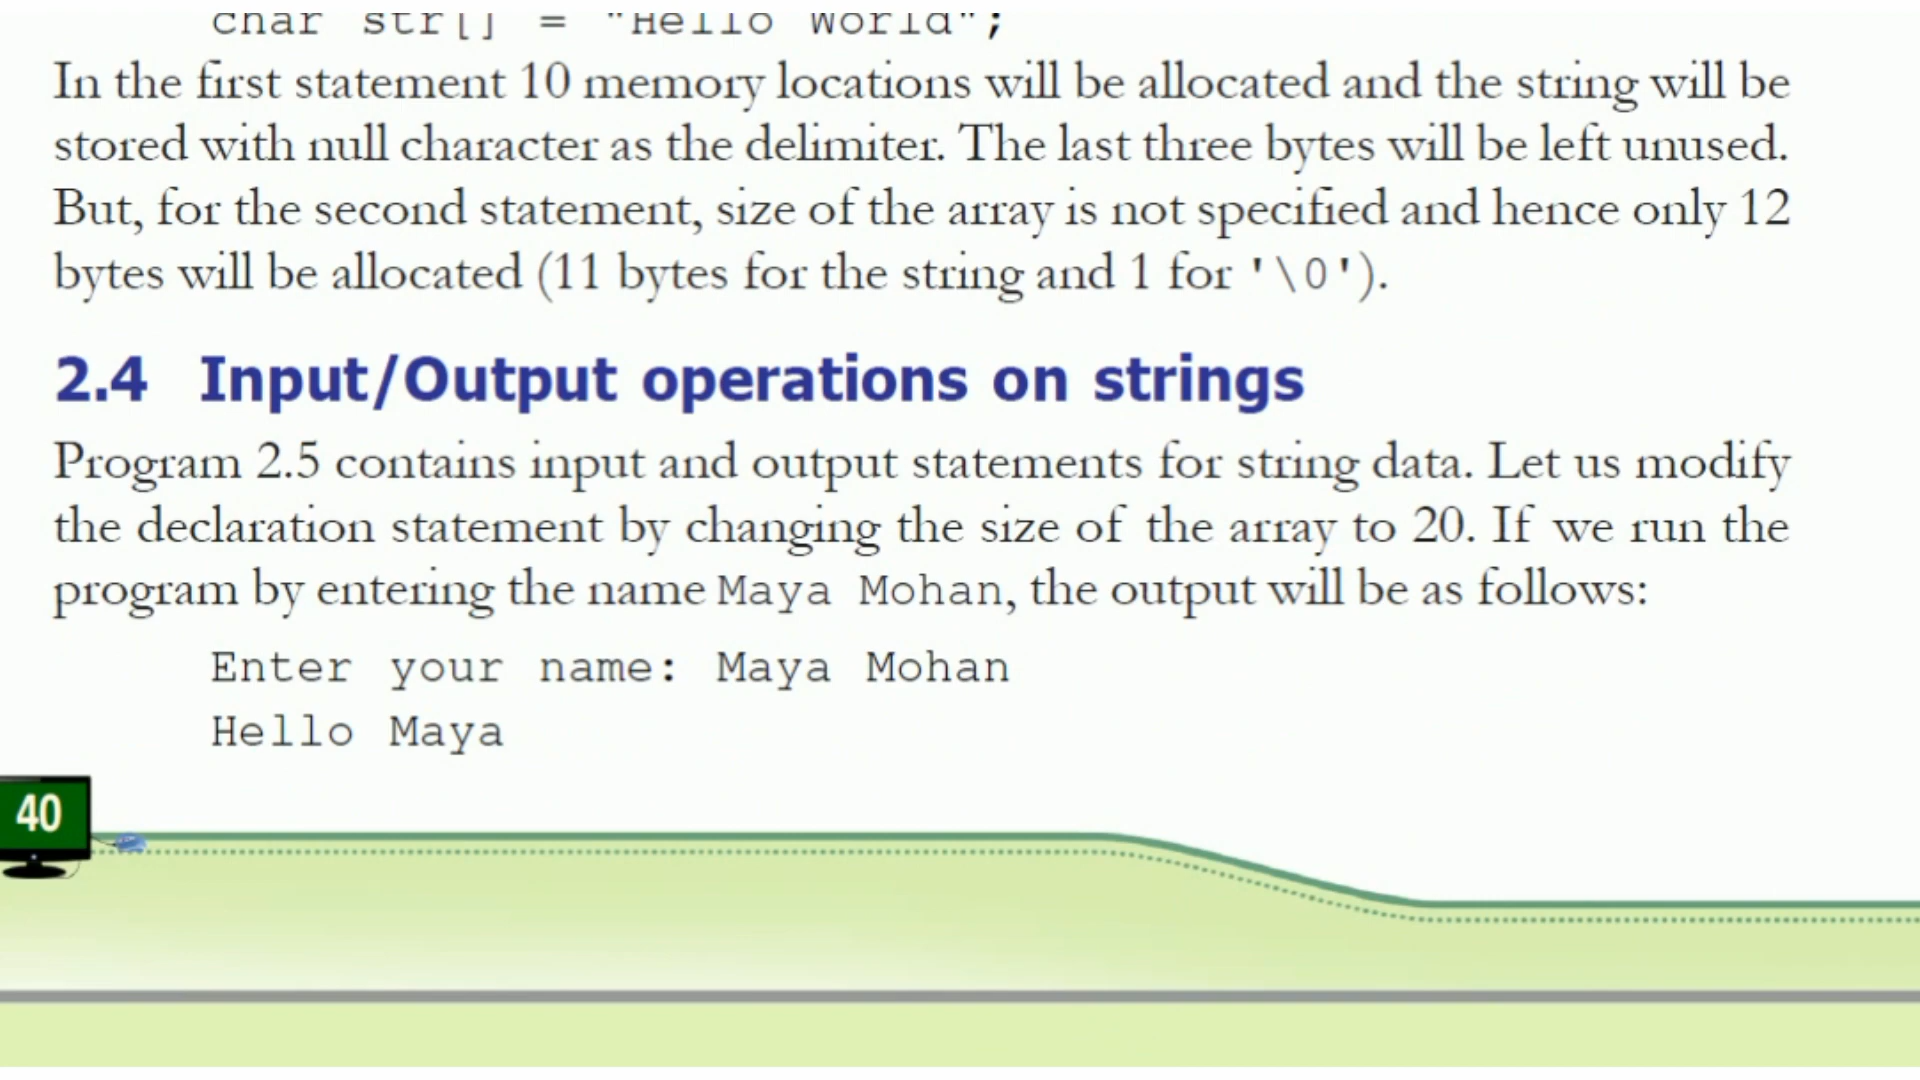 char str[] = "Hello World";
In the first statement 10 memory locations will be allocated and the string will be
stored with null character as the delimiter. The last three bytes will be left unused.
But, for the second statement, size of the array is not specified and hence only 12
bytes will be allocated (11 bytes for the string and 1 for '\0').
2.4 Input/Output operations on strings
Program 2.5 contains input and output statements for string data. Let us modify
the declaration statement by changing the size of the array to 20. If we run the
program by entering the name Maya Mohan, the output will be as follows:
Enter your name: Maya Mohan
Hello Maya
40